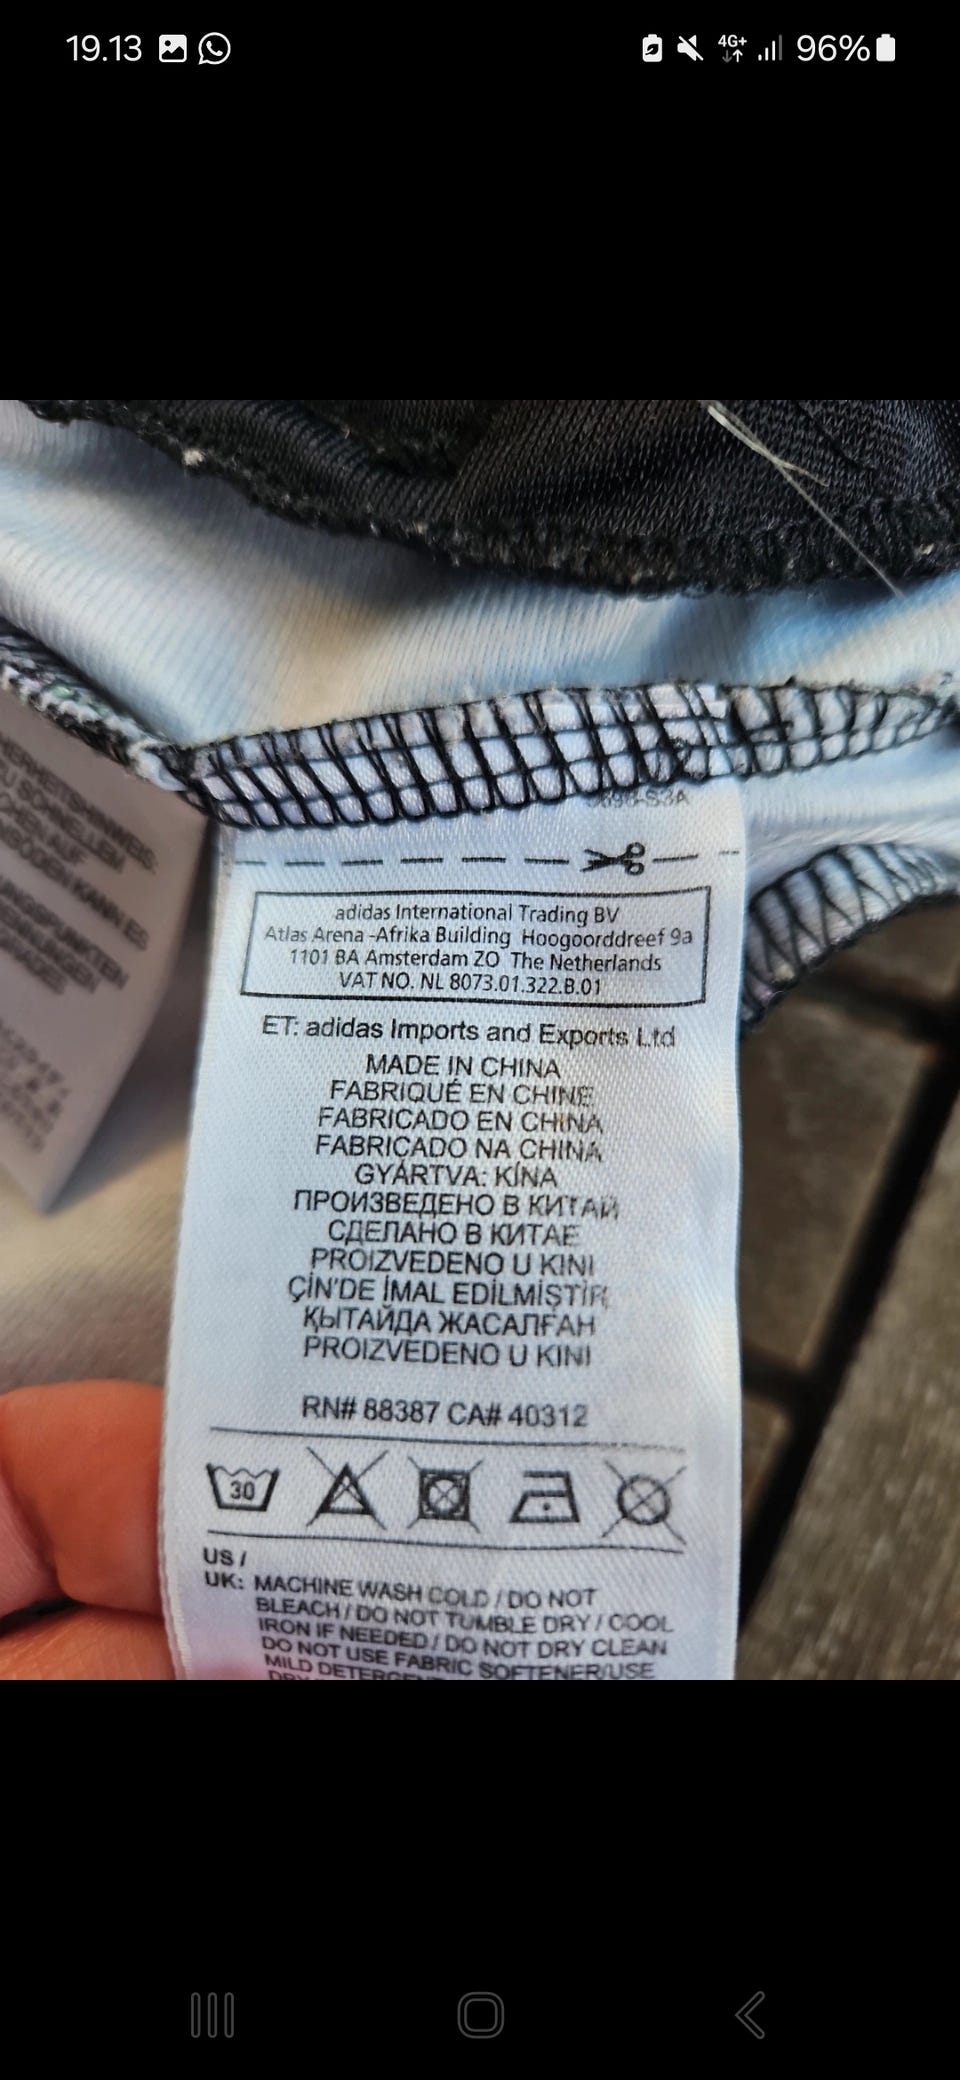 19.13
4G+
96%
adidas International Trading BV
Atlas Arena -Afrika Building Hoogoorddreef 9a
1101 BA Amsterdam ZO The Netherlands
VAT NO. NL 8073.01.322.B.01
ET: adidas Imports and Exports Ltd
MADE IN CHINA
FABRIQUÉ EN CHINE
FABRICADO EN CHINA
FABRICADO NA CHINA
GYÁRTVA: KÍNA
ПРОИЗВЕДЕНО В КИТАЙ
СДЕЛАНО В КИТАЕ
PROIZVEDENO U KINI
ÇİN'DE İMAL EDİLMİŞTİR
ҚЫТАЙДА ЖАСАЛҒАН
PROIZVEDENO U KINI
RN# 88387 CA# 40312
30
US /
UK: MACHINE WASH COLD / DO NOT
BLEACH / DO NOT TUMBLE DRY / COOL
IRON IF NEEDED / DO NOT DRY CLEAN
DO NOT USE FABRIC SOFTENER/USE
MILD